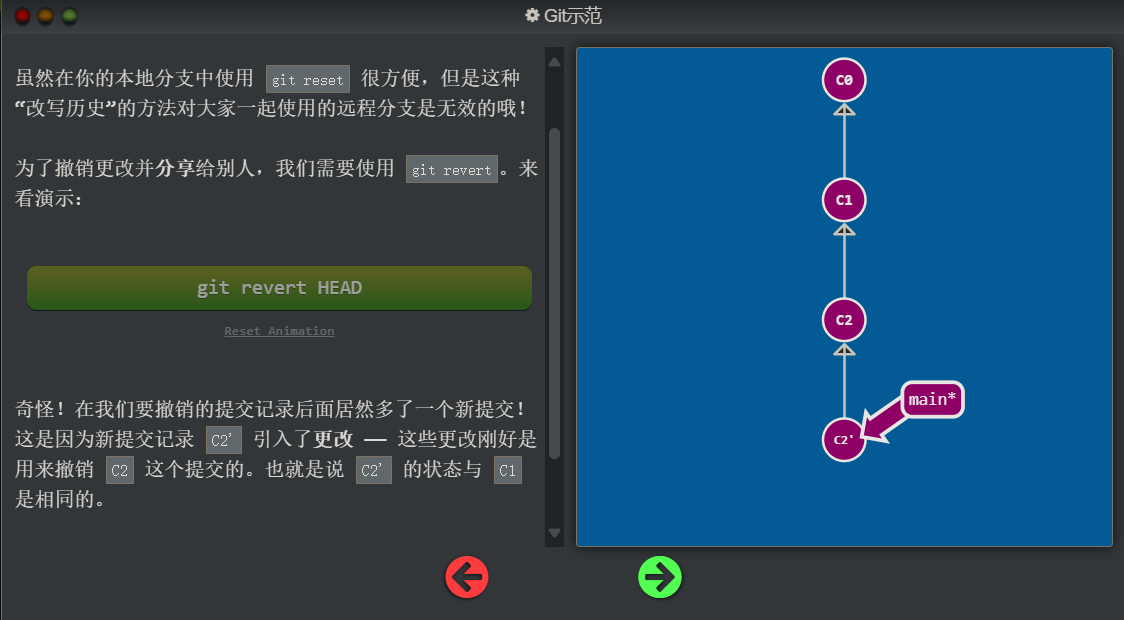 Git示范
虽然在你的本地分支中使用 git reset 很方便，但是这种
“改写历史”的方法对大家一起使用的远程分支是无效的哦！
为了撤销更改并分享给别人，我们需要使用 git revert。来
看演示：
git revert HEAD
Reset Animation
奇怪！在我们要撤销的提交记录后面居然多了一个新提交！
这是因为新提交记录 C2' 引入了更改 —— 这些更改刚好是
用来撤销 C2 这个提交的。也就是说 C2' 的状态与 C1
是相同的。
C0
C1
C2
main*
C2'